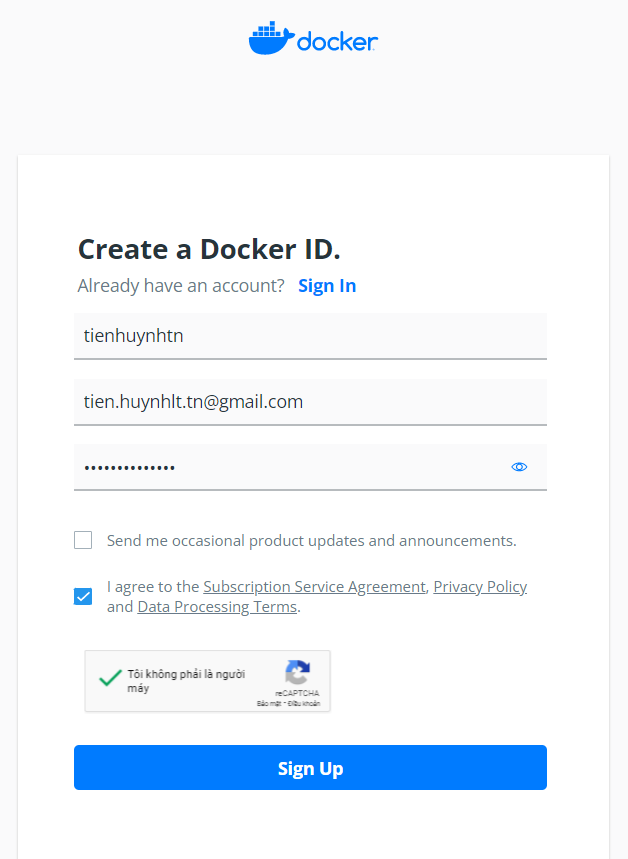 docker
Create a Docker ID.
Already have an account? Sign In
tienhuynhtn
tien.huynhlt.tn@gmail.com
••••••••••••••
Send me occasional product updates and announcements.
I agree to the Subscription Service Agreement, Privacy Policy
and Data Processing Terms.
Tôi không phải là người
máy
reCAPTCHA
Bảo mật - Điều khoản
Sign Up